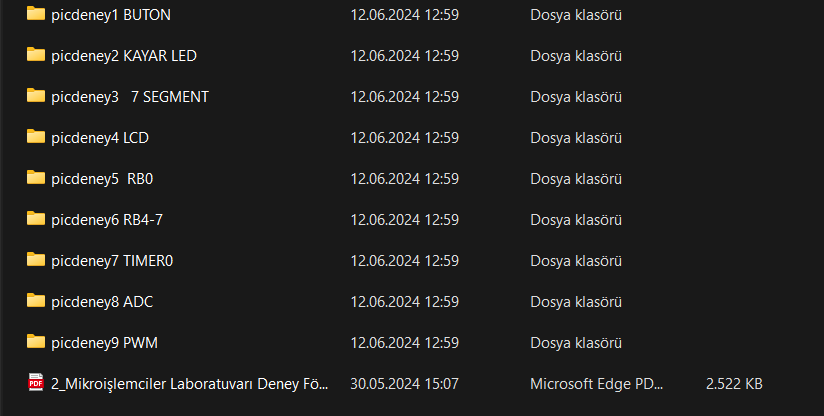 picdeney1 BUTON 12.06.2024 12:59 Dosya klasörü
picdeney2 KAYAR LED 12.06.2024 12:59 Dosya klasörü
picdeney3   7 SEGMENT 12.06.2024 12:59 Dosya klasörü
picdeney4 LCD 12.06.2024 12:59 Dosya klasörü
picdeney5  RB0 12.06.2024 12:59 Dosya klasörü
picdeney6 RB4-7 12.06.2024 12:59 Dosya klasörü
picdeney7 TIMER0 12.06.2024 12:59 Dosya klasörü
picdeney8 ADC 12.06.2024 12:59 Dosya klasörü
picdeney9 PWM 12.06.2024 12:59 Dosya klasörü
PDF 2_Mikroişlemciler Laboratuvarı Deney Fö... 30.05.2024 15:07 Microsoft Edge PD... 2.522 KB